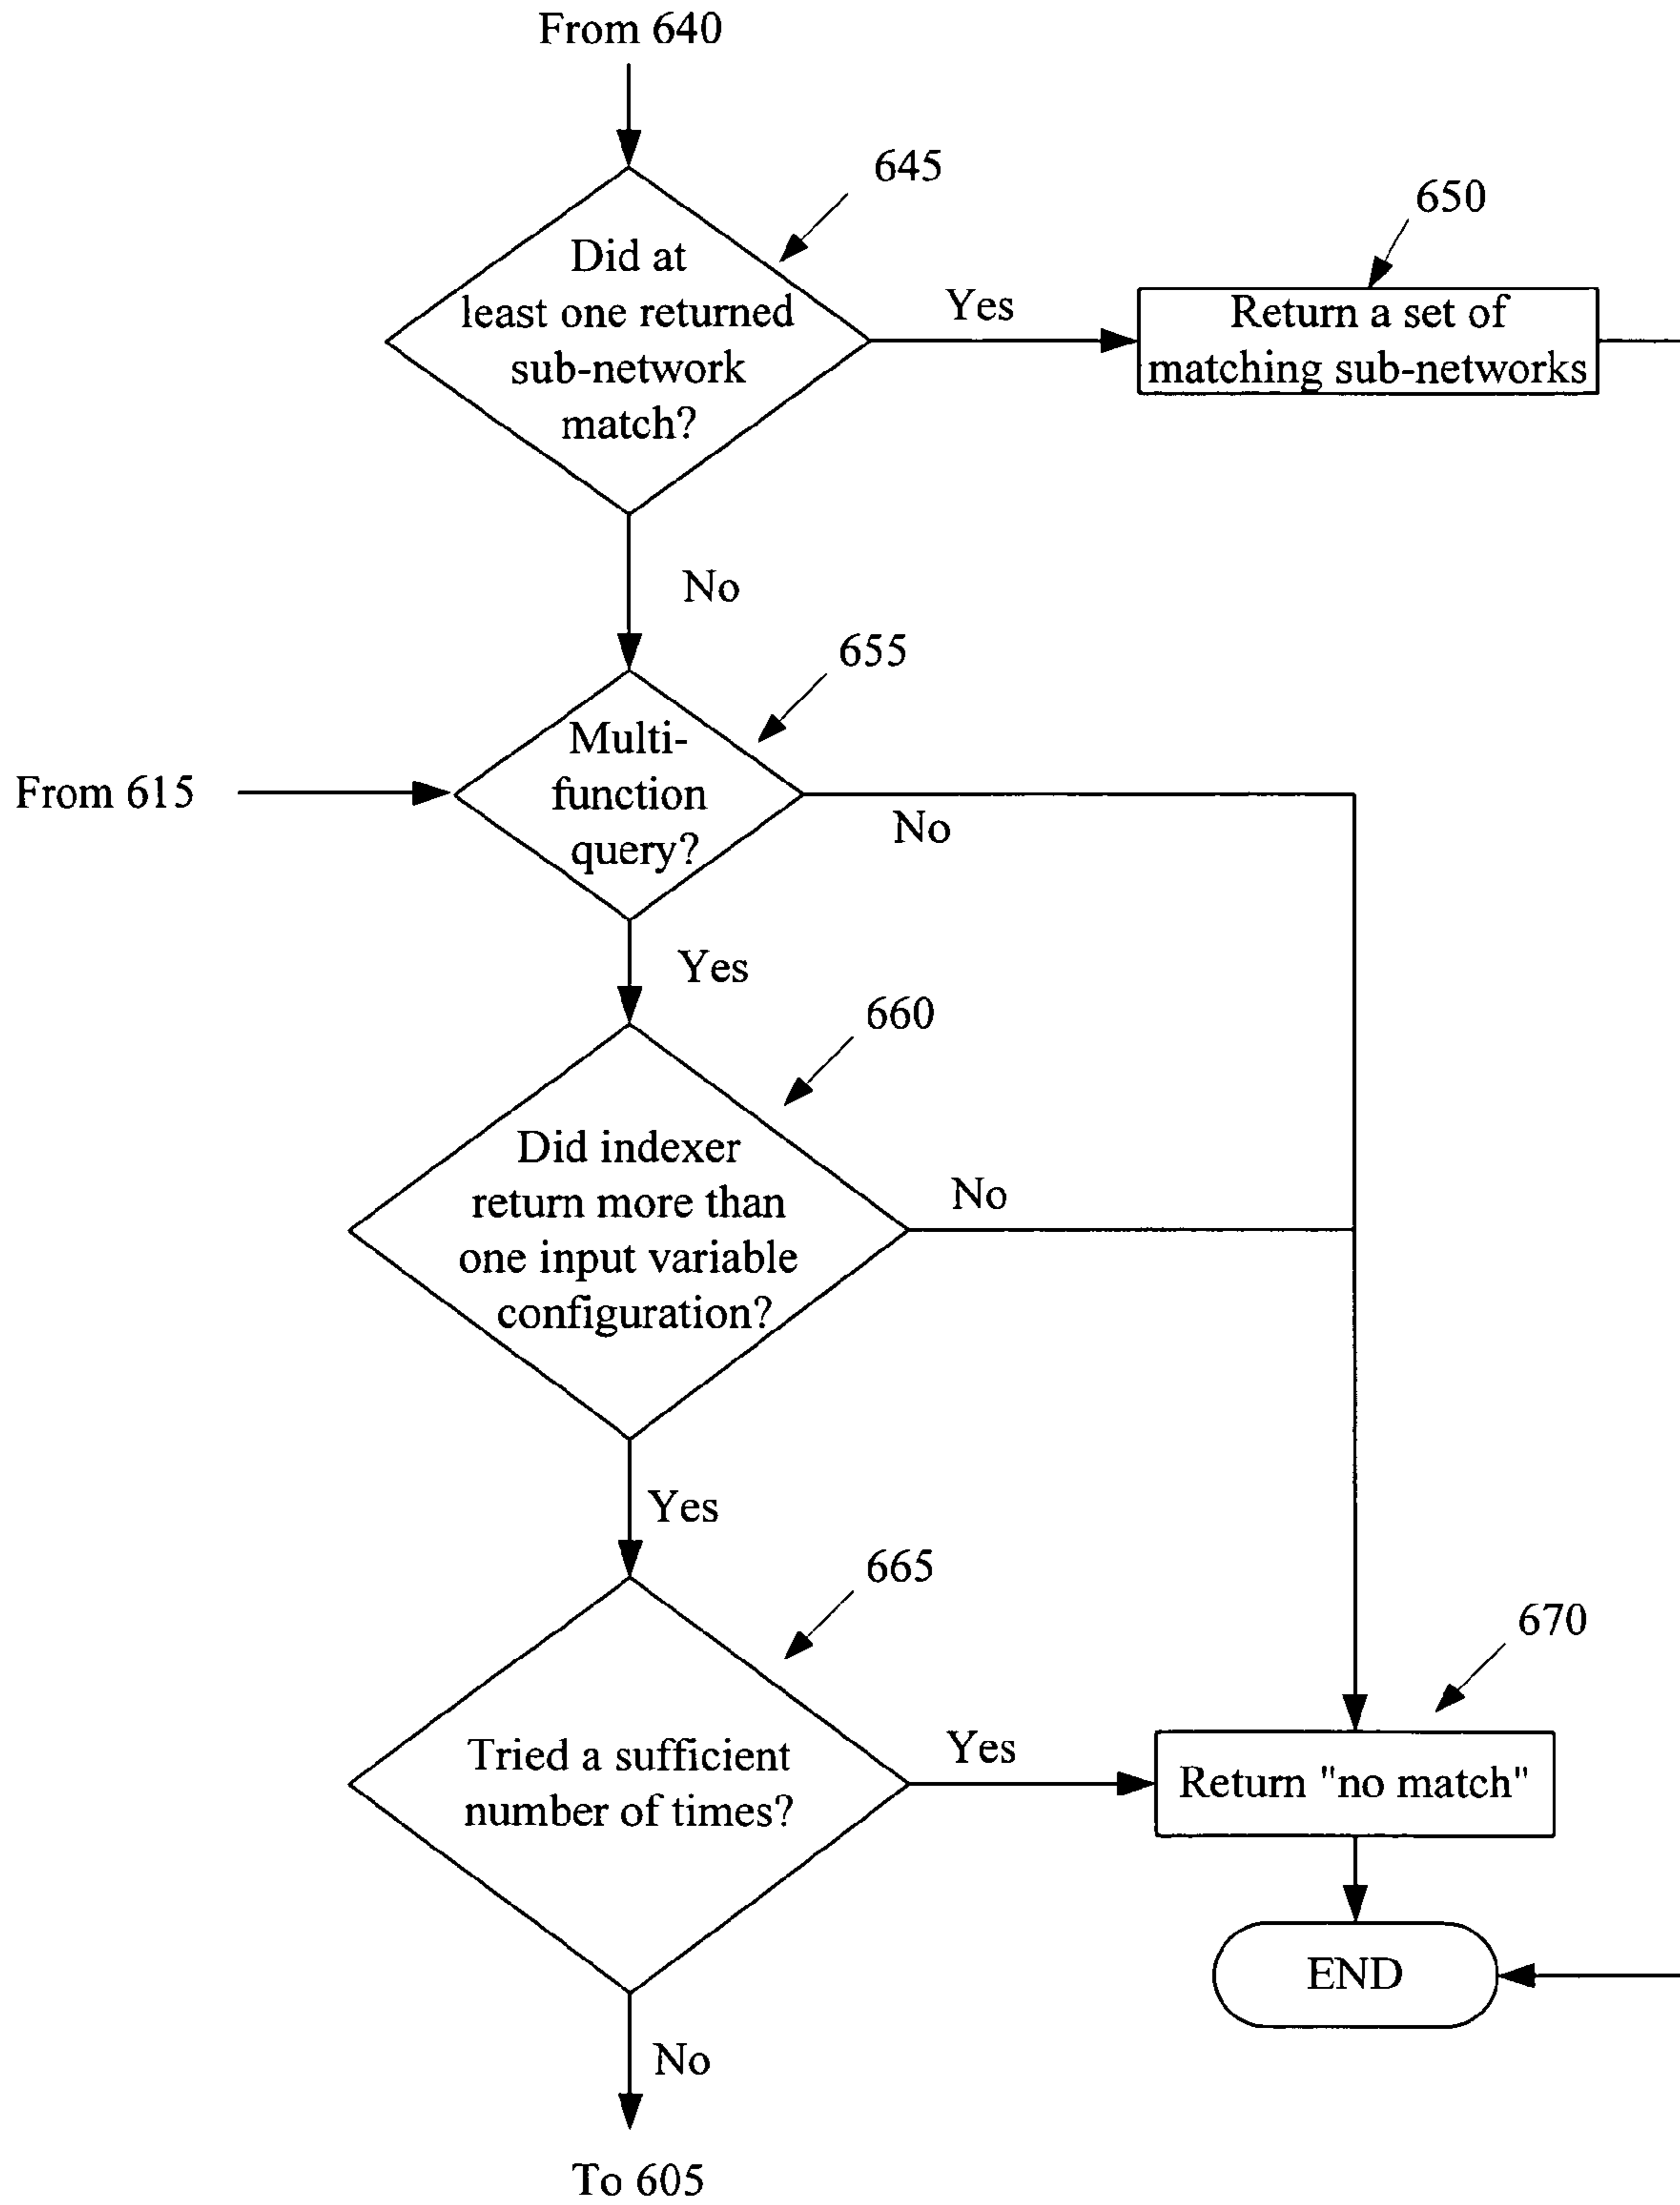 From 640
645
650
Did at
least one returned
sub-network
match?
Yes
Return a set of
matching sub-networks
No
655
From 615
Multi-
function
query?
No
Yes
660
Did indexer
return more than
one input variable
configuration?
No
Yes
665
670
Tried a sufficient
number of times?
Yes
Return "no match"
END
No
To 605